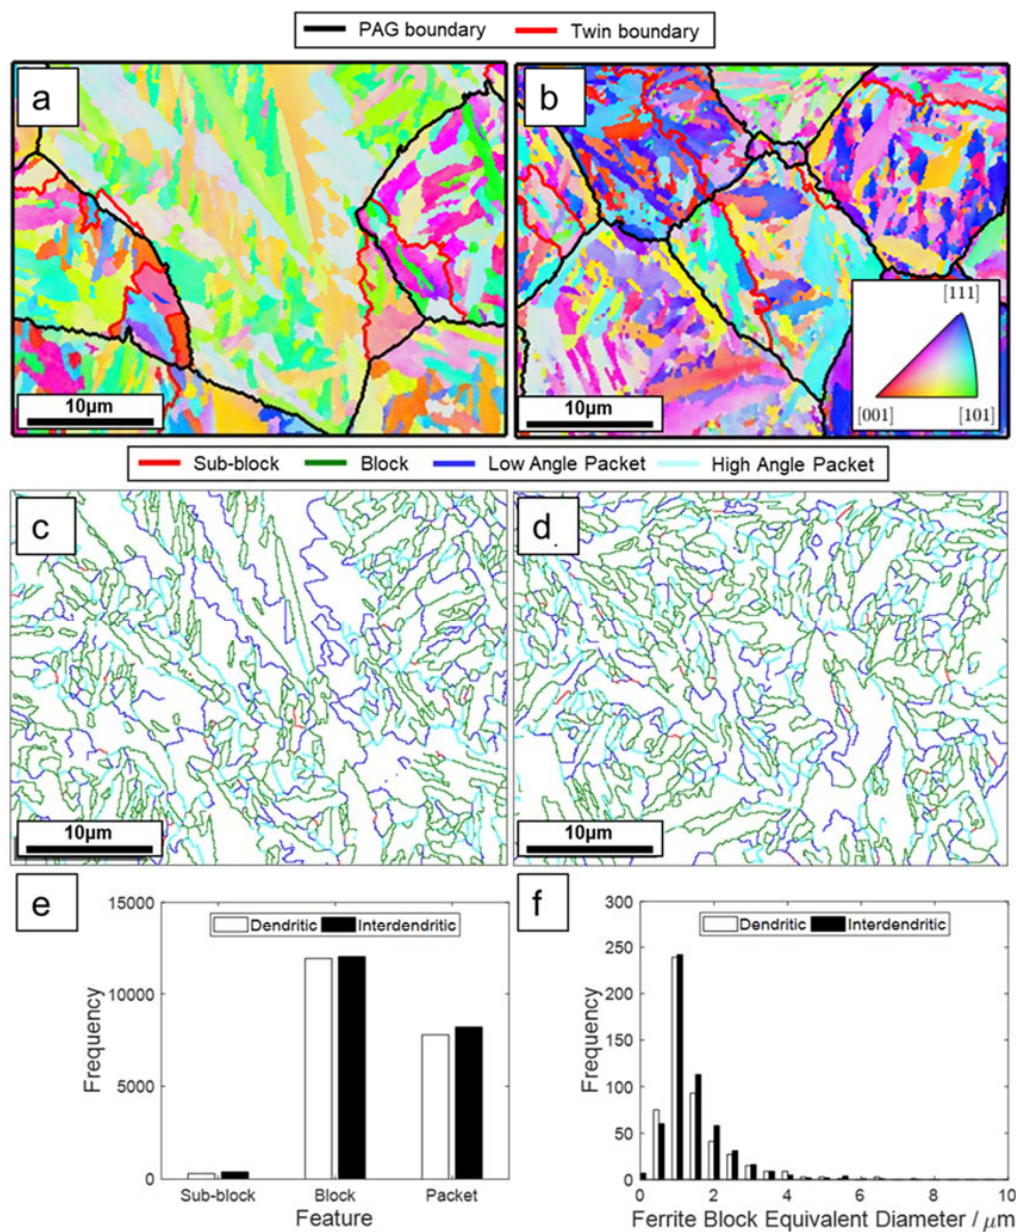 PAG boundary Twin boundary
a
b
[111]
[001] [101]
10μm
10μm
Sub-block Block Low Angle Packet High Angle Packet
c
d
10μm
10μm
e
15000
10000
5000
0
Frequency
Dendritic Interdendritic
Sub-block Block Packet
Feature
f
300
250
200
150
100
50
0
Frequency
Dendritic Interdendritic
0 2 4 6 8 10
Ferrite Block Equivalent Diameter / μm